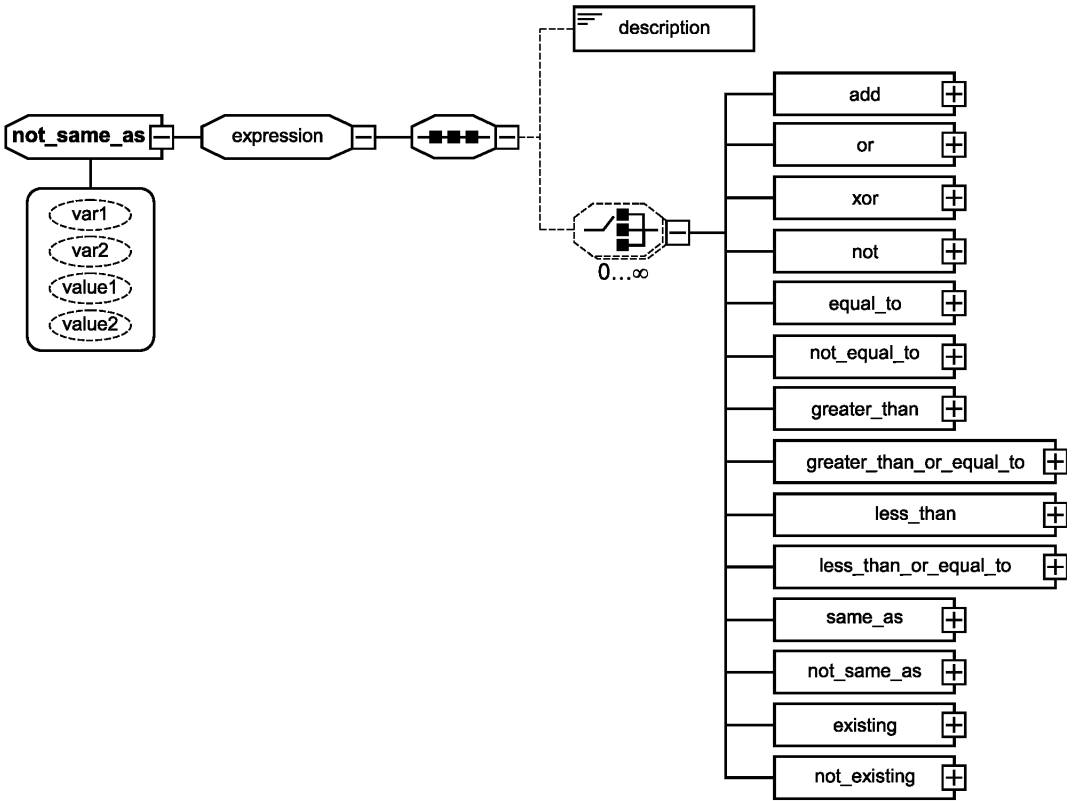 description
not_same_as
expression
var1
var2
value1
value2
0...∞
add
or
xor
not
equal_to
not_equal_to
greater_than
greater_than_or_equal_to
less_than
less_than_or_equal_to
same_as
not_same_as
existing
not_existing